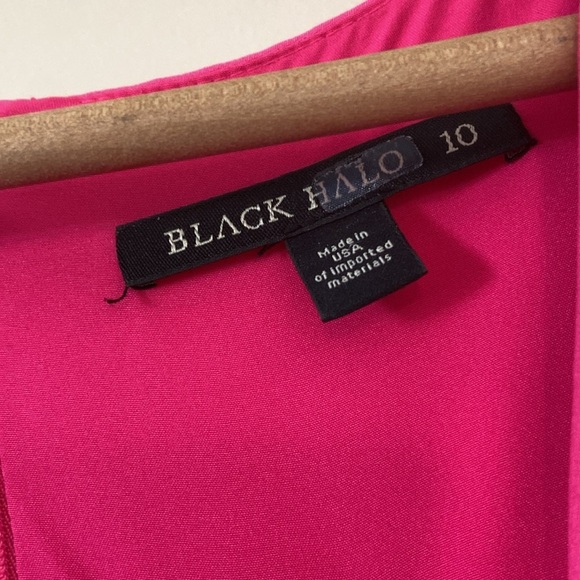 BLACK HALO 10
Made in
USA
of imported
materials